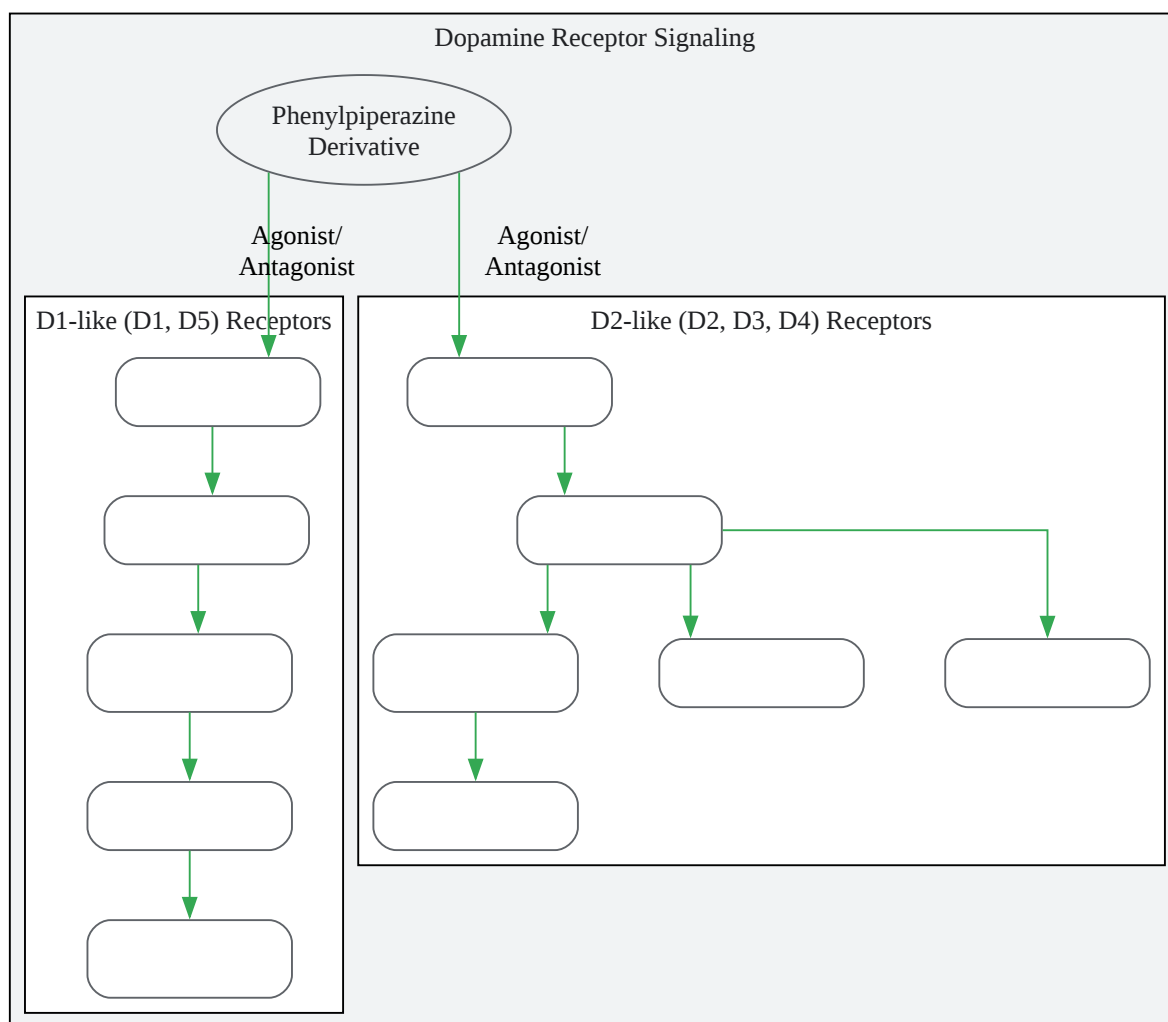 Dopamine Receptor Signaling
Phenylpiperazine
Derivative
Agonist/
Antagonist
Agonist/
Antagonist
D1-like (D1, D5) Receptors
D2-like (D2, D3, D4) Receptors